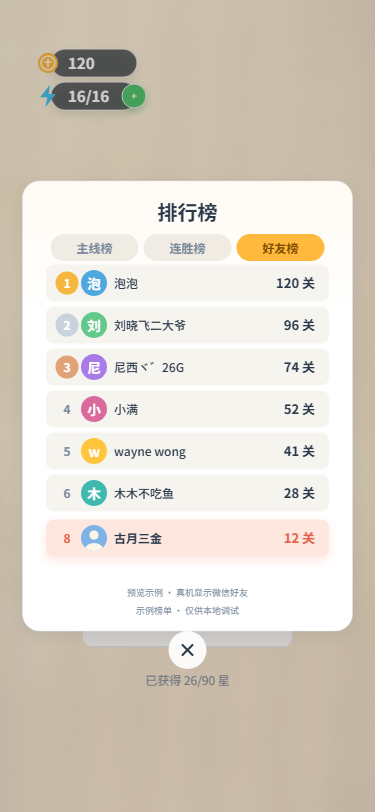 120
16/16 +
排行榜
主线榜 连胜榜 好友榜
1 泡 泡泡 120 关
2 刘 刘晓飞二大爷 96 关
3 尼 尼西ヾ゛26G 74 关
4 小 小满 52 关
5 w wayne wong 41 关
6 木 木木不吃鱼 28 关
8 古月三金 12 关
预览示例 · 真机显示微信好友
示例榜单 · 仅供本地调试
已获得 26/90 星